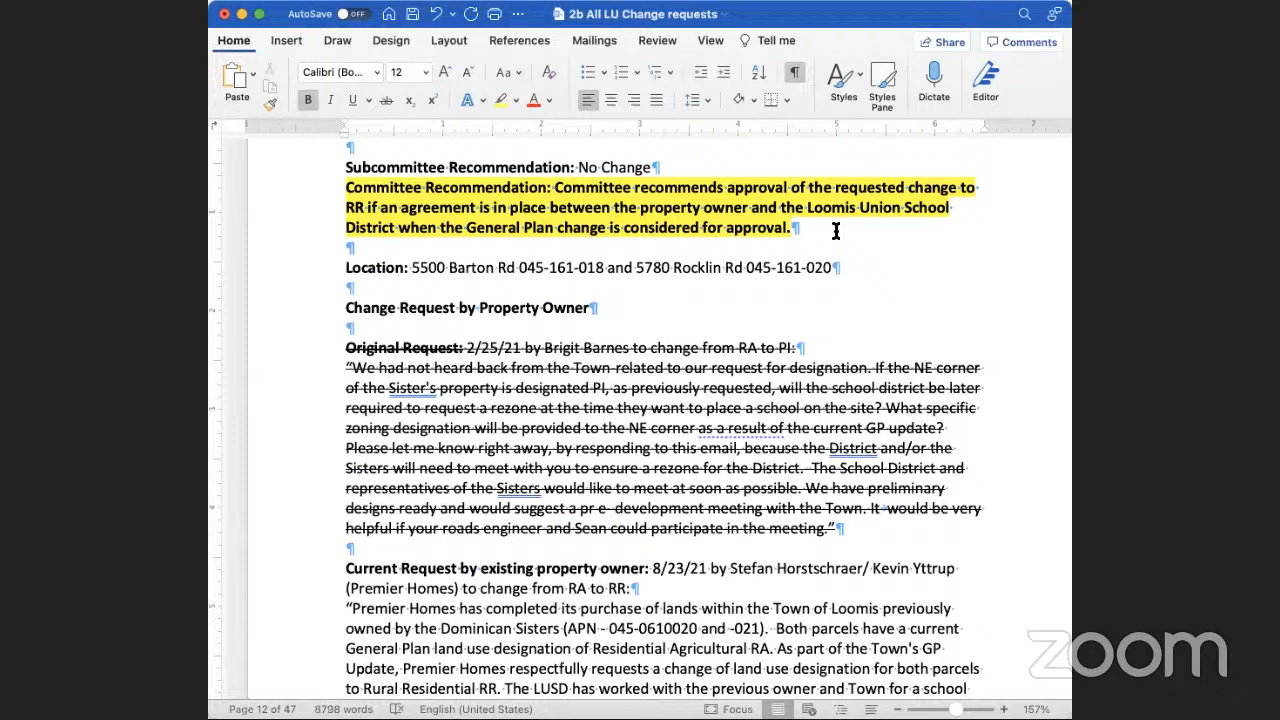 AutoSave OFF 2b All LU Change requests
Home Insert Draw Design Layout References Mailings Review View Tell me Share Comments
Calibri (Bo... 12 Aa
Paste Styles Styles Pane Dictate Editor
B I U ab x₂ x² A A
1 1 2 3 4 5 6 7
Subcommittee Recommendation: No Change¶
Committee Recommendation: Committee recommends approval of the requested change to
RR if an agreement is in place between the property owner and the Loomis Union School
District when the General Plan change is considered for approval.¶
¶
Location: 5500 Barton Rd 045-161-018 and 5780 Rocklin Rd 045-161-020¶
¶
Change Request by Property Owner¶
¶
Original Request: 2/25/21 by Brigit Barnes to change from RA to PI:¶
“We had not heard back from the Town related to our request for designation. If the NE corner
of the Sister's property is designated PI, as previously requested, will the school district be later
required to request a rezone at the time they want to place a school on the site? What specific
zoning designation will be provided to the NE corner as a result of the current GP update?
Please let me know right away, by responding to this email, because the District and/or the
Sisters will need to meet with you to ensure a rezone for the District. The School District and
representatives of the Sisters would like to meet at soon as possible. We have preliminary
designs ready and would suggest a pr e- development meeting with the Town. It would be very
helpful if your roads engineer and Sean could participate in the meeting.”¶
¶
Current Request by existing property owner: 8/23/21 by Stefan Horstschraer/ Kevin Yttrup
(Premier Homes) to change from RA to RR:¶
“Premier Homes has completed its purchase of lands within the Town of Loomis previously
owned by the Dominican Sisters (APN - 045-0610020 and -021). Both parcels have a current
General Plan land use designation of Residential Agricultural RA. As part of the Town's GP
Update, Premier Homes respectfully requests a change of land use designation for both parcels
to Rural Residential RR. The LUSD has worked with the previous owner and Town for a school
zoom
Page 12 of 47 8798 words English (United States) Focus 157%